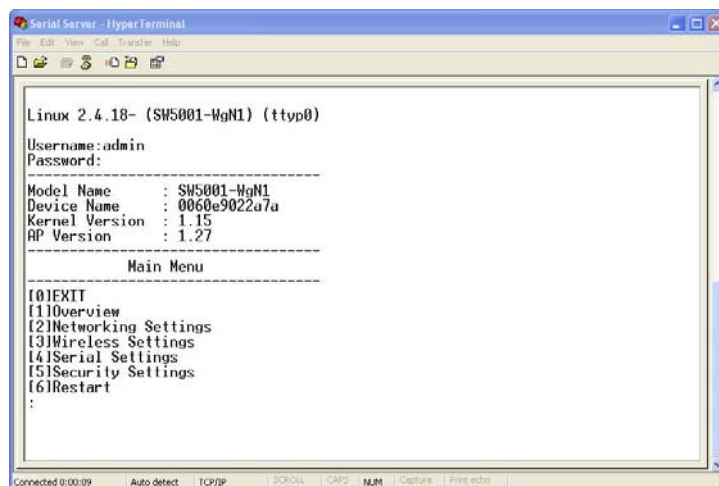 Serial Server - HyperTerminal
File Edit View Call Transfer Help
Linux 2.4.18- (SW5001-WgN1) (ttyp0)
Username:admin
Password:
----------------------------------
Model Name : SW5001-WgN1
Device Name : 0060e9022a7a
Kernel Version : 1.15
AP Version : 1.27
----------------------------------
Main Menu
----------------------------------
[0]EXIT
[1]Overview
[2]Networking Settings
[3]Wireless Settings
[4]Serial Settings
[5]Security Settings
[6]Restart
:
Connected 0:00:09 Auto detect TCP/IP SCROLL CAPS NUM Capture Print echo